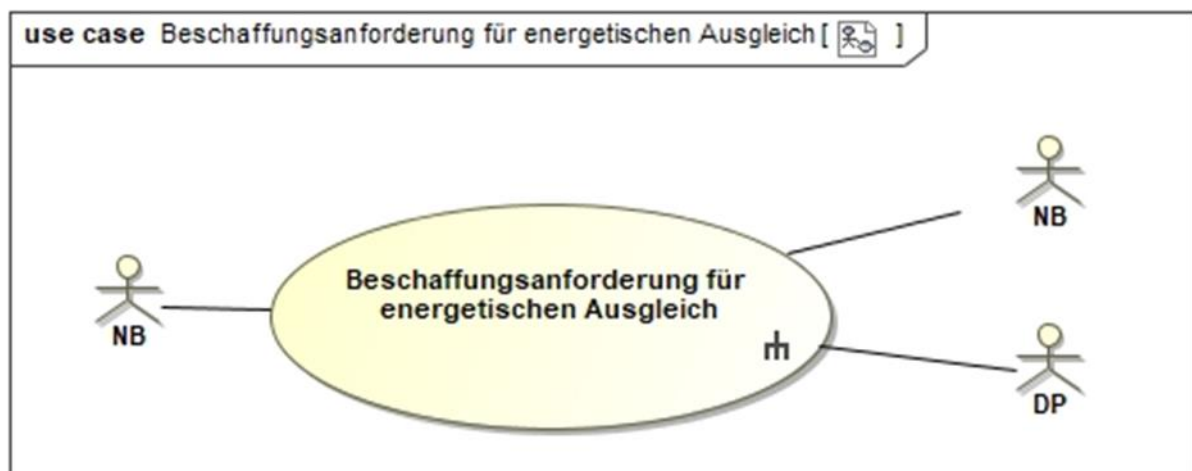 use case Beschaffungsanforderung für energetischen Ausgleich [ ]
NB
Beschaffungsanforderung für
energetischen Ausgleich
NB
DP